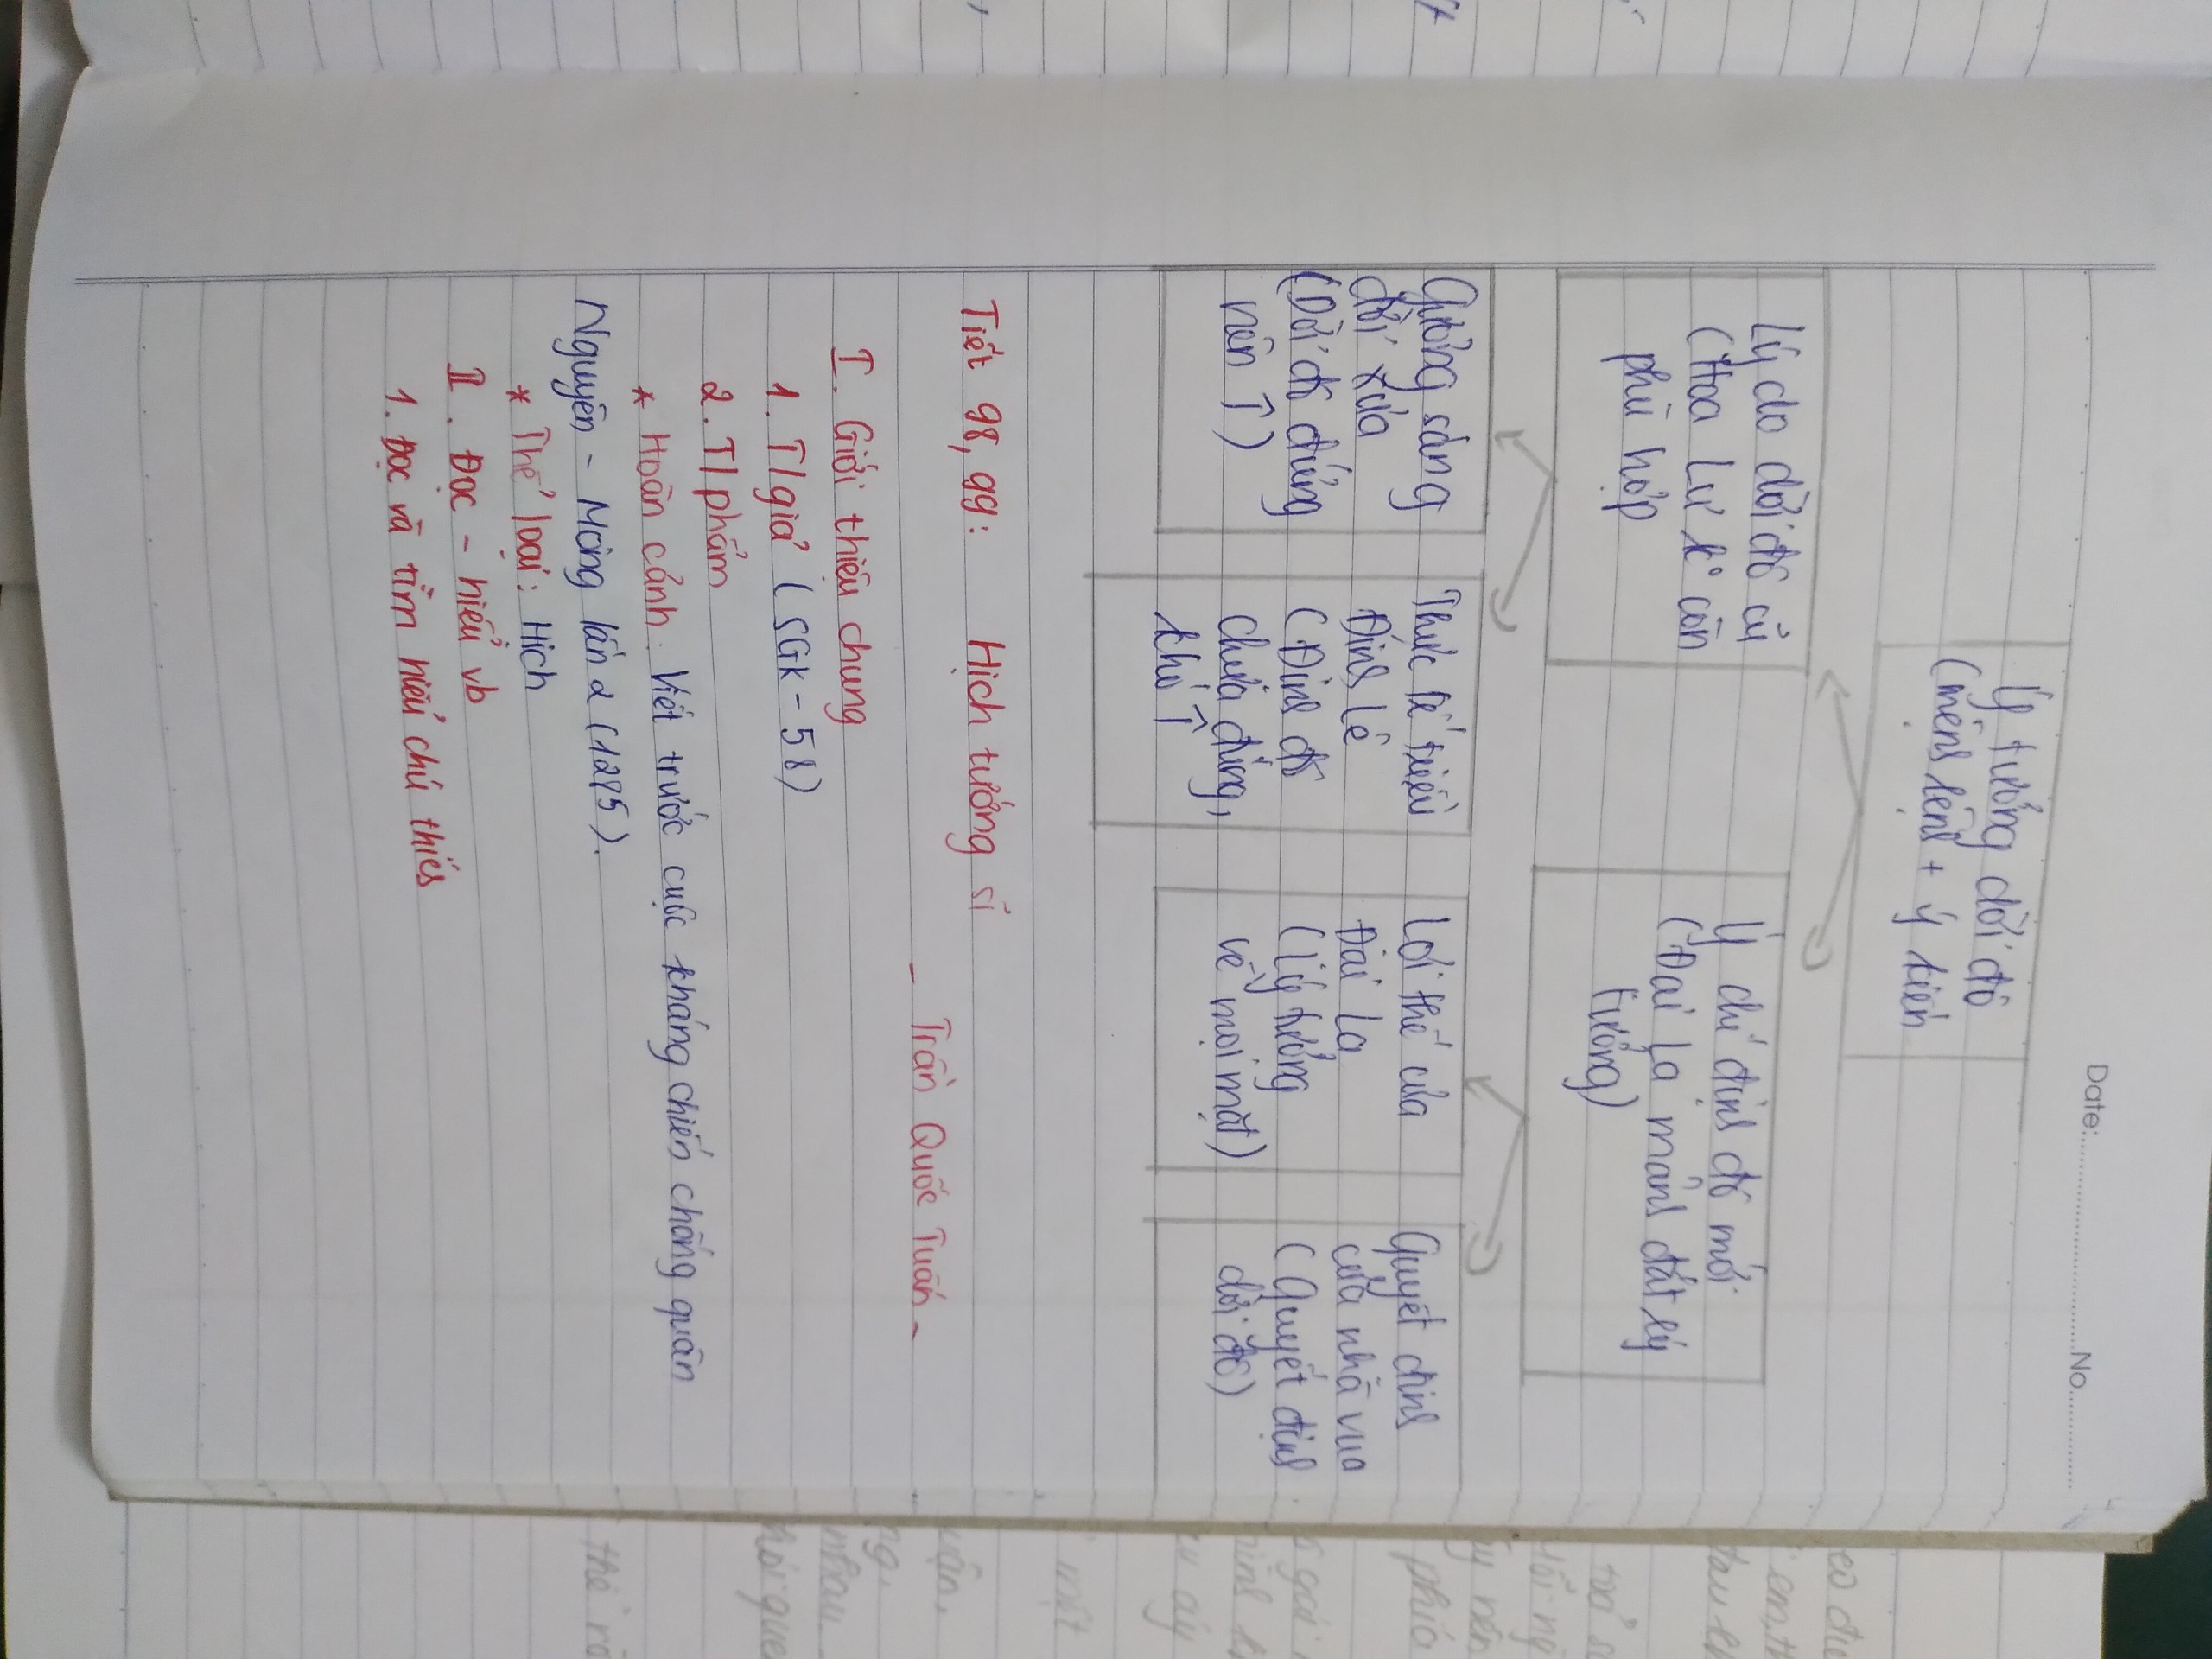 Date: No
Ý tưởng dời đô
(mệnh lệnh + ý kiến
Lý do dời đô cũ
(Hoa Lư k° còn
phù hợp
Ý chí định đô mới
(Đại La mảnh đất lý
tưởng)
Gương sáng
đời xưa
(Dời đô đúng
nên T)
Thực tế triều
Đinh Lê
(Định đô
chưa đúng,
khó T
Lợi thế của
Đại La
(Lý tưởng
về mọi mặt)
Quyết định
của nhà vua
(Quyết định
dời đô)
Tiết 98, 99: Hịch tướng sĩ
- Trần Quốc Tuấn -
I. Giới thiệu chung
1. T/giả (SGK - 58)
2. T/phẩm
* Hoàn cảnh: Viết trước cuộc kháng chiến chống quân
Nguyên - Mông lần 2 (1285).
* Thể loại: Hịch
II. Đọc - hiểu vb
1. Đọc và tìm hiểu chú thích